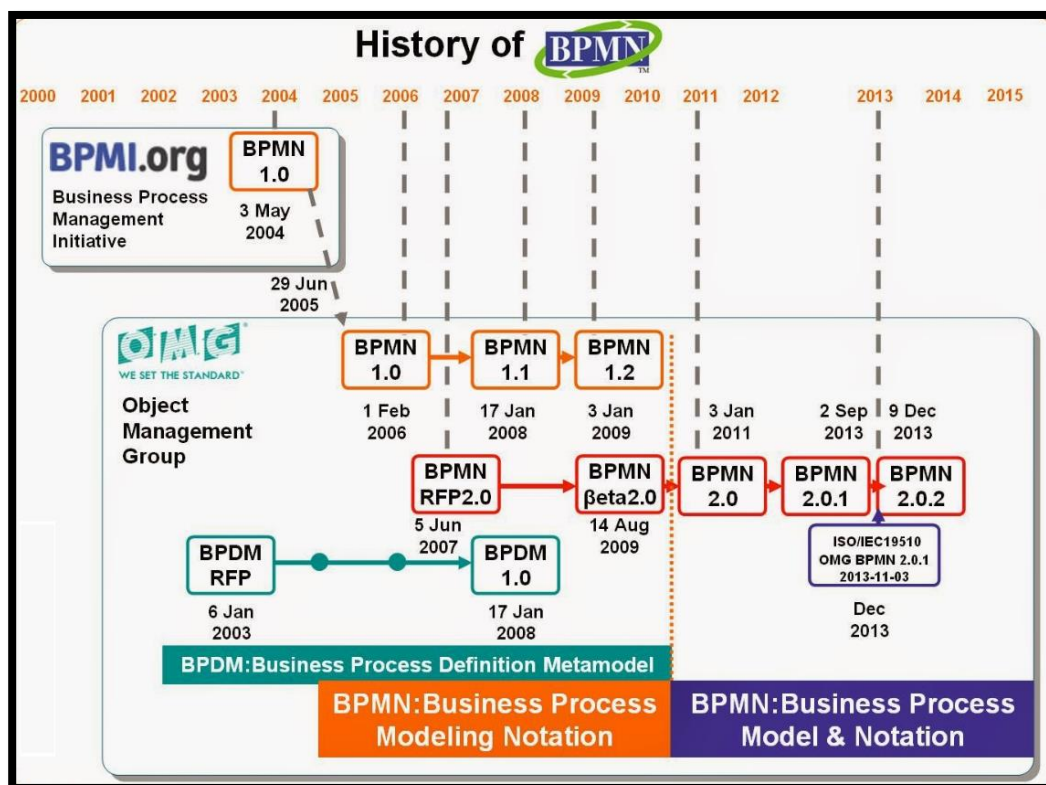 History of BPMN™
2000 2001 2002 2003 2004 2005 2006 2007 2008 2009 2010 2011 2012 2013 2014 2015
BPMI.org
Business Process
Management
Initiative
BPMN
1.0
3 May
2004
29 Jun
2005
OMG
WE SET THE STANDARD™
Object
Management
Group
BPMN
1.0
1 Feb
2006
BPMN
1.1
17 Jan
2008
BPMN
1.2
3 Jan
2009
BPMN
RFP2.0
5 Jun
2007
BPMN
βeta2.0
14 Aug
2009
3 Jan
2011
BPMN
2.0
2 Sep
2013
BPMN
2.0.1
9 Dec
2013
BPMN
2.0.2
ISO/IEC19510
OMG BPMN 2.0.1
2013-11-03
Dec
2013
BPDM
RFP
6 Jan
2003
BPDM
1.0
17 Jan
2008
BPDM:Business Process Definition Metamodel
BPMN:Business Process
Modeling Notation
BPMN:Business Process
Model & Notation